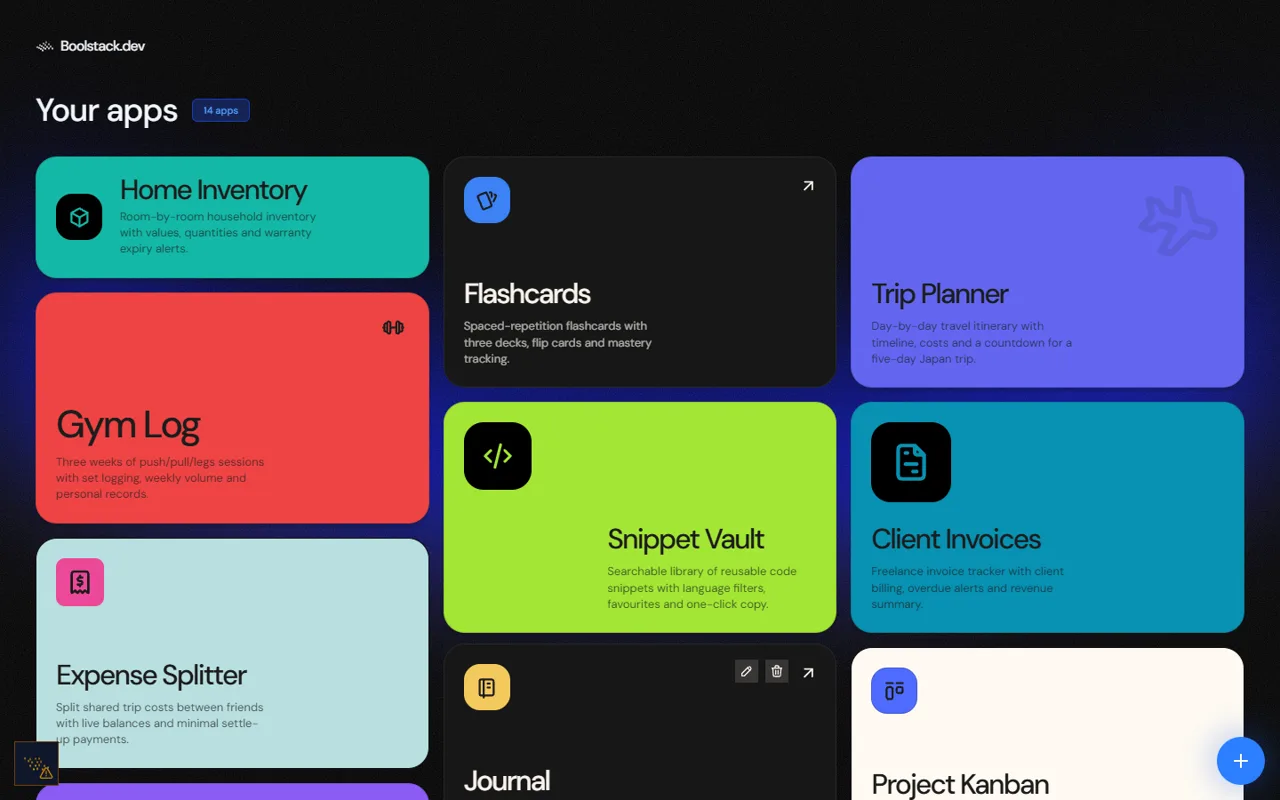 Boolstack.dev
Your apps
14 apps
Home Inventory
Room-by-room household inventory
with values, quantities and warranty
expiry alerts.
Flashcards
Spaced-repetition flashcards with
three decks, flip cards and mastery
tracking.
Trip Planner
Day-by-day travel itinerary with
timeline, costs and a countdown for a
five-day Japan trip.
Gym Log
Three weeks of push/pull/legs sessions
with set logging, weekly volume and
personal records.
Snippet Vault
Searchable library of reusable code
snippets with language filters,
favourites and one-click copy.
Client Invoices
Freelance invoice tracker with client
billing, overdue alerts and revenue
summary.
Expense Splitter
Split shared trip costs between friends
with live balances and minimal settle-
up payments.
Journal
Project Kanban